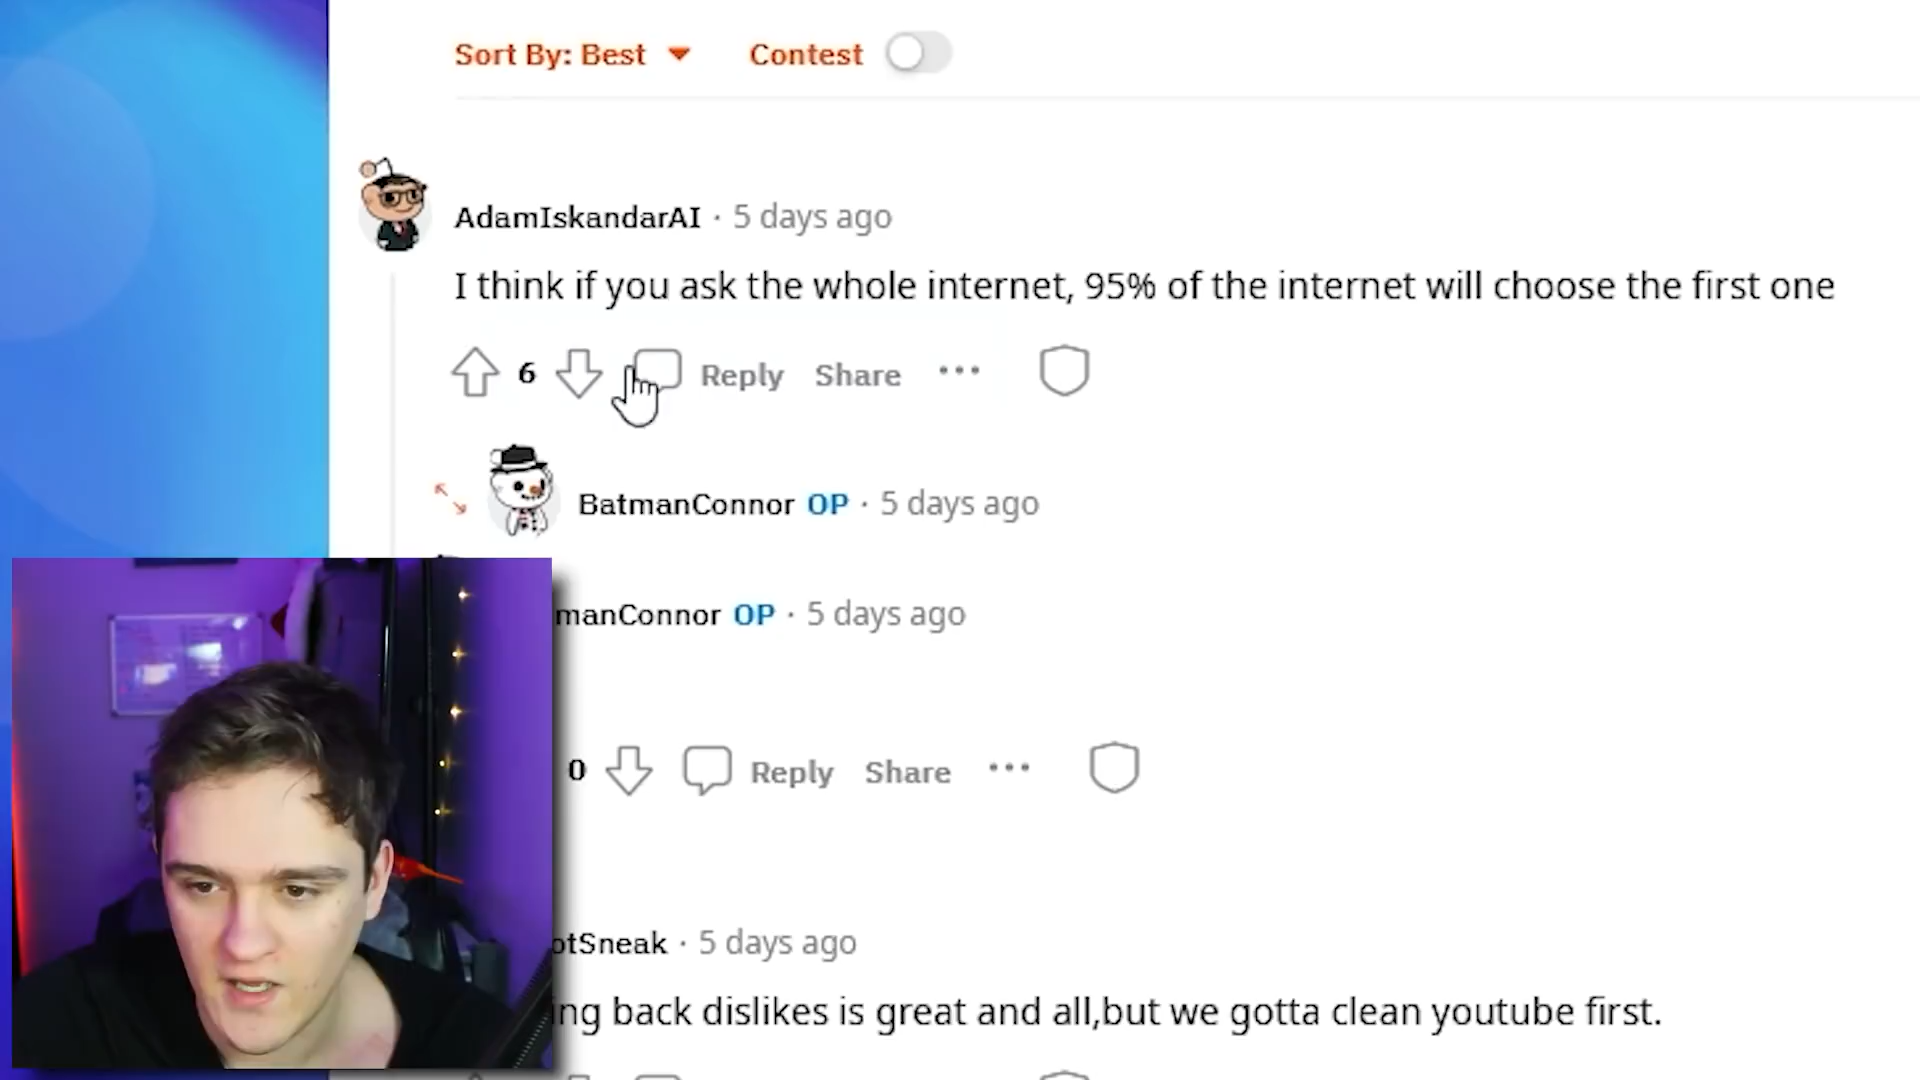 Sort By: Best Contest
AdamIskandarAI · 5 days ago
I think if you ask the whole internet, 95% of the internet will choose the first one
6 Reply Share ...
BatmanConnor OP · 5 days ago
manConnor OP · 5 days ago
0 Reply Share ...
otSneak · 5 days ago
ing back dislikes is great and all,but we gotta clean youtube first.